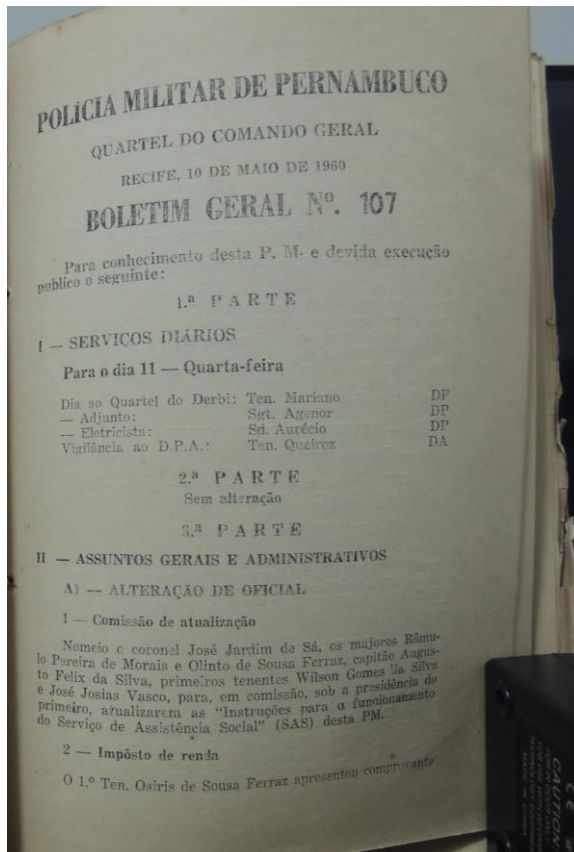 POLÍCIA MILITAR DE PERNAMBUCO
QUARTEL DO COMANDO GERAL
RECIFE, 10 DE MAIO DE 1960
BOLETIM GERAL Nº. 107
Para conhecimento desta P. M- e devida execução
publico o seguinte:
1.ª PARTE
I — SERVIÇOS DIÁRIOS
Para o dia 11 — Quarta-feira
Dia ao Quartel do Derbi: Ten. Mariano DP
— Adjunto: Sgt. Agenor DP
— Eletricista: Sd. Aurécio DP
Vigilância ao D.P.A.: Ten. Queiroz DA
2.ª PARTE
Sem alteração
3.ª PARTE
II — ASSUNTOS GERAIS E ADMINISTRATIVOS
A) — ALTERAÇÃO DE OFICIAL
1 — Comissão de atualização
Nomeio o coronel José Jardim de Sá, os majores Rômu-
lo Pereira de Morais e Olinto de Sousa Ferraz, capitão Augus-
to Felix da Silva, primeiros tenentes Wilson Gomes da Silva
e José Josias Vasco, para, em comissão, sob a presidência do
primeiro, atualizarem as "Instruções para o funcionamento
do Serviço de Assistência Social" (SAS) desta PM.
2 — Impôsto de renda
O 1.º Ten. Osiris de Sousa Ferraz apresentou comprovante
CAUTION
CE